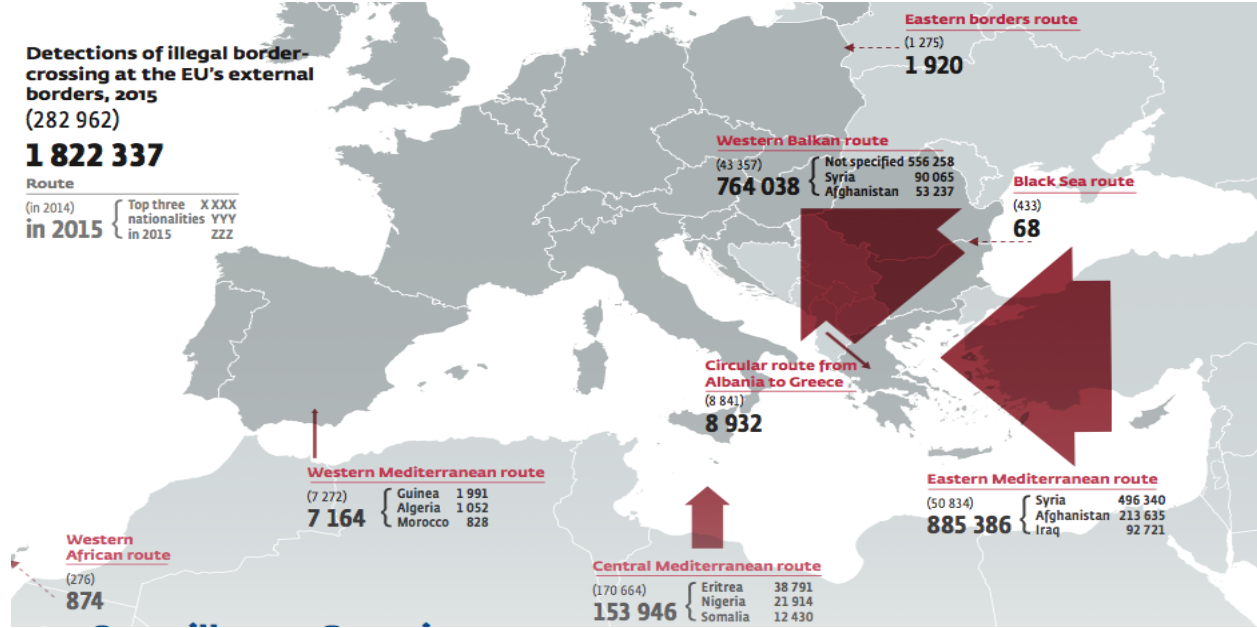 Detections of illegal border-
crossing at the EU's external
borders, 2015
(282 962)
1 822 337
Route
(in 2014)
in 2015
Top three XXXX
nationalities YYY
in 2015 ZZZ
Eastern borders route
(1 275)
1 920
Western Balkan route
(43 357)
764 038
Not specified 556 258
Syria 90 065
Afghanistan 53 237
Black Sea route
(433)
68
Circular route from
Albania to Greece
(8 841)
8 932
Western Mediterranean route
(7 272)
7 164
Guinea 1 991
Algeria 1 052
Morocco 828
Eastern Mediterranean route
(50 834)
885 386
Syria 496 340
Afghanistan 213 635
Iraq 92 721
Western
African route
(276)
874
Central Mediterranean route
(170 664)
153 946
Eritrea 38 791
Nigeria 21 914
Somalia 12 430